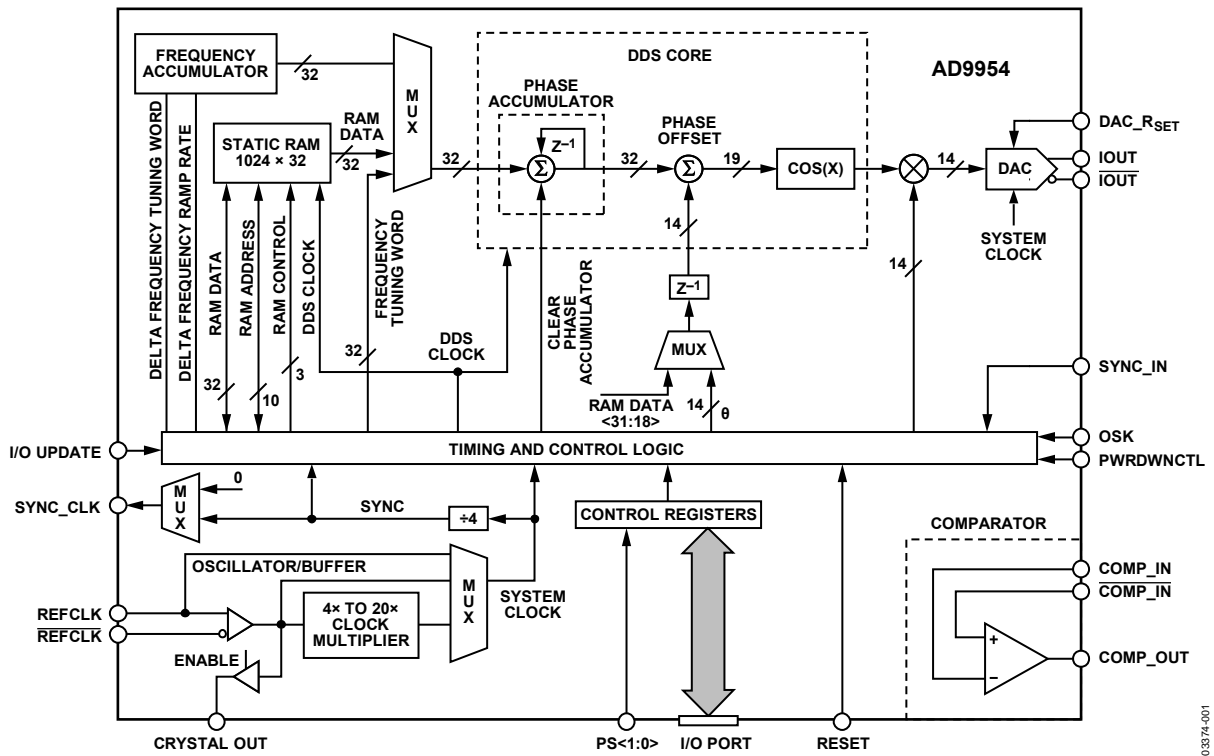 FREQUENCY
ACCUMULATOR
32
M
U
X
DDS CORE
AD9954
PHASE
ACCUMULATOR
Z–1
Σ
RAM
DATA
32
STATIC RAM
1024 × 32
32
32
PHASE
OFFSET
Σ
19
COS(X)
14
DAC
DAC_RSET
IOUT
IOUT
SYSTEM
CLOCK
DELTA FREQUENCY TUNING WORD
DELTA FREQUENCY RAMP RATE
RAM DATA
32
RAM ADDRESS
10
RAM CONTROL
3
DDS CLOCK
FREQUENCY
TUNING WORD
32
DDS
CLOCK
CLEAR
PHASE
ACCUMULATOR
14
Z–1
MUX
RAM DATA
<31:18>
14
θ
14
SYNC_IN
I/O UPDATE
TIMING AND CONTROL LOGIC
OSK
PWRDWNCTL
SYNC_CLK
M
U
X
0
SYNC
÷4
CONTROL REGISTERS
COMPARATOR
OSCILLATOR/BUFFER
M
U
X
SYSTEM
CLOCK
REFCLK
REFCLK
4× TO 20×
CLOCK
MULTIPLIER
ENABLE
COMP_IN
COMP_IN
+
–
COMP_OUT
CRYSTAL OUT
PS<1:0>
I/O PORT
RESET
03374-001